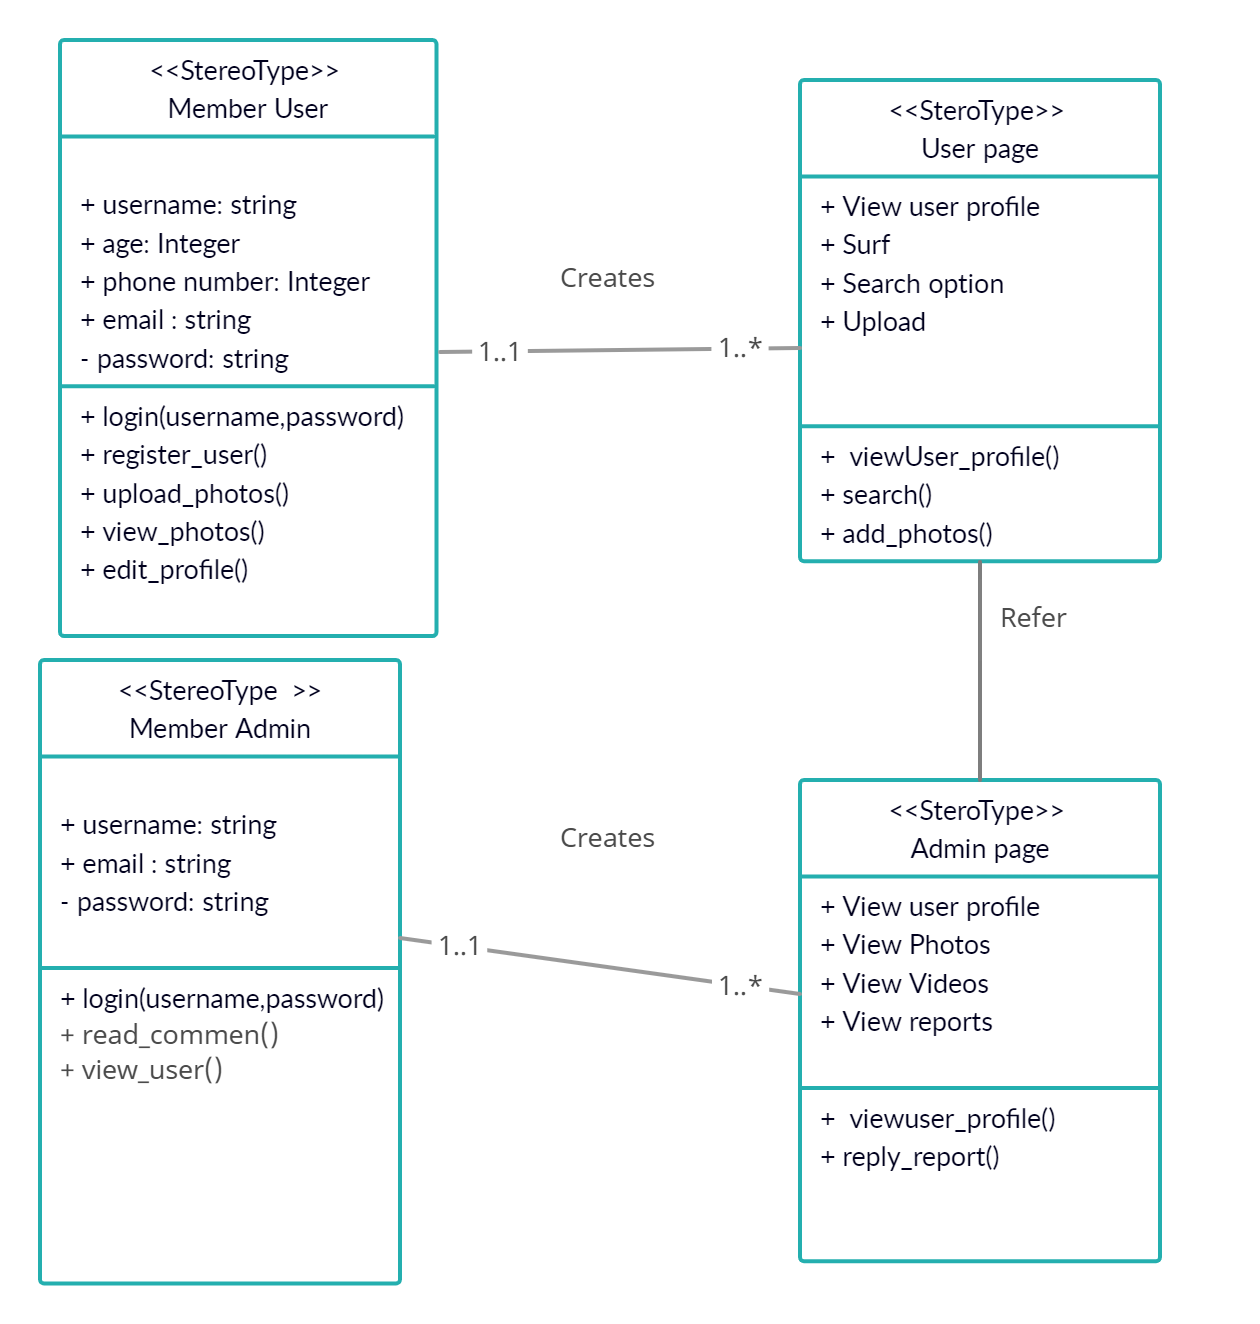 <<StereoType>>
Member User
+ username: string
+ age: Integer
+ phone number: Integer
+ email : string
- password: string
+ login(username,password)
+ register_user()
+ upload_photos()
+ view_photos()
+ edit_profile()
Creates
1..1
1..*
<<SteroType>>
User page
+ View user profile
+ Surf
+ Search option
+ Upload
+  viewUser_profile()
+ search()
+ add_photos()
Refer
<<StereoType  >>
Member Admin
+ username: string
+ email : string
- password: string
+ login(username,password)
+ read_commen()
+ view_user()
Creates
1..1
1..*
<<SteroType>>
Admin page
+ View user profile
+ View Photos
+ View Videos
+ View reports
+  viewuser_profile()
+ reply_report()